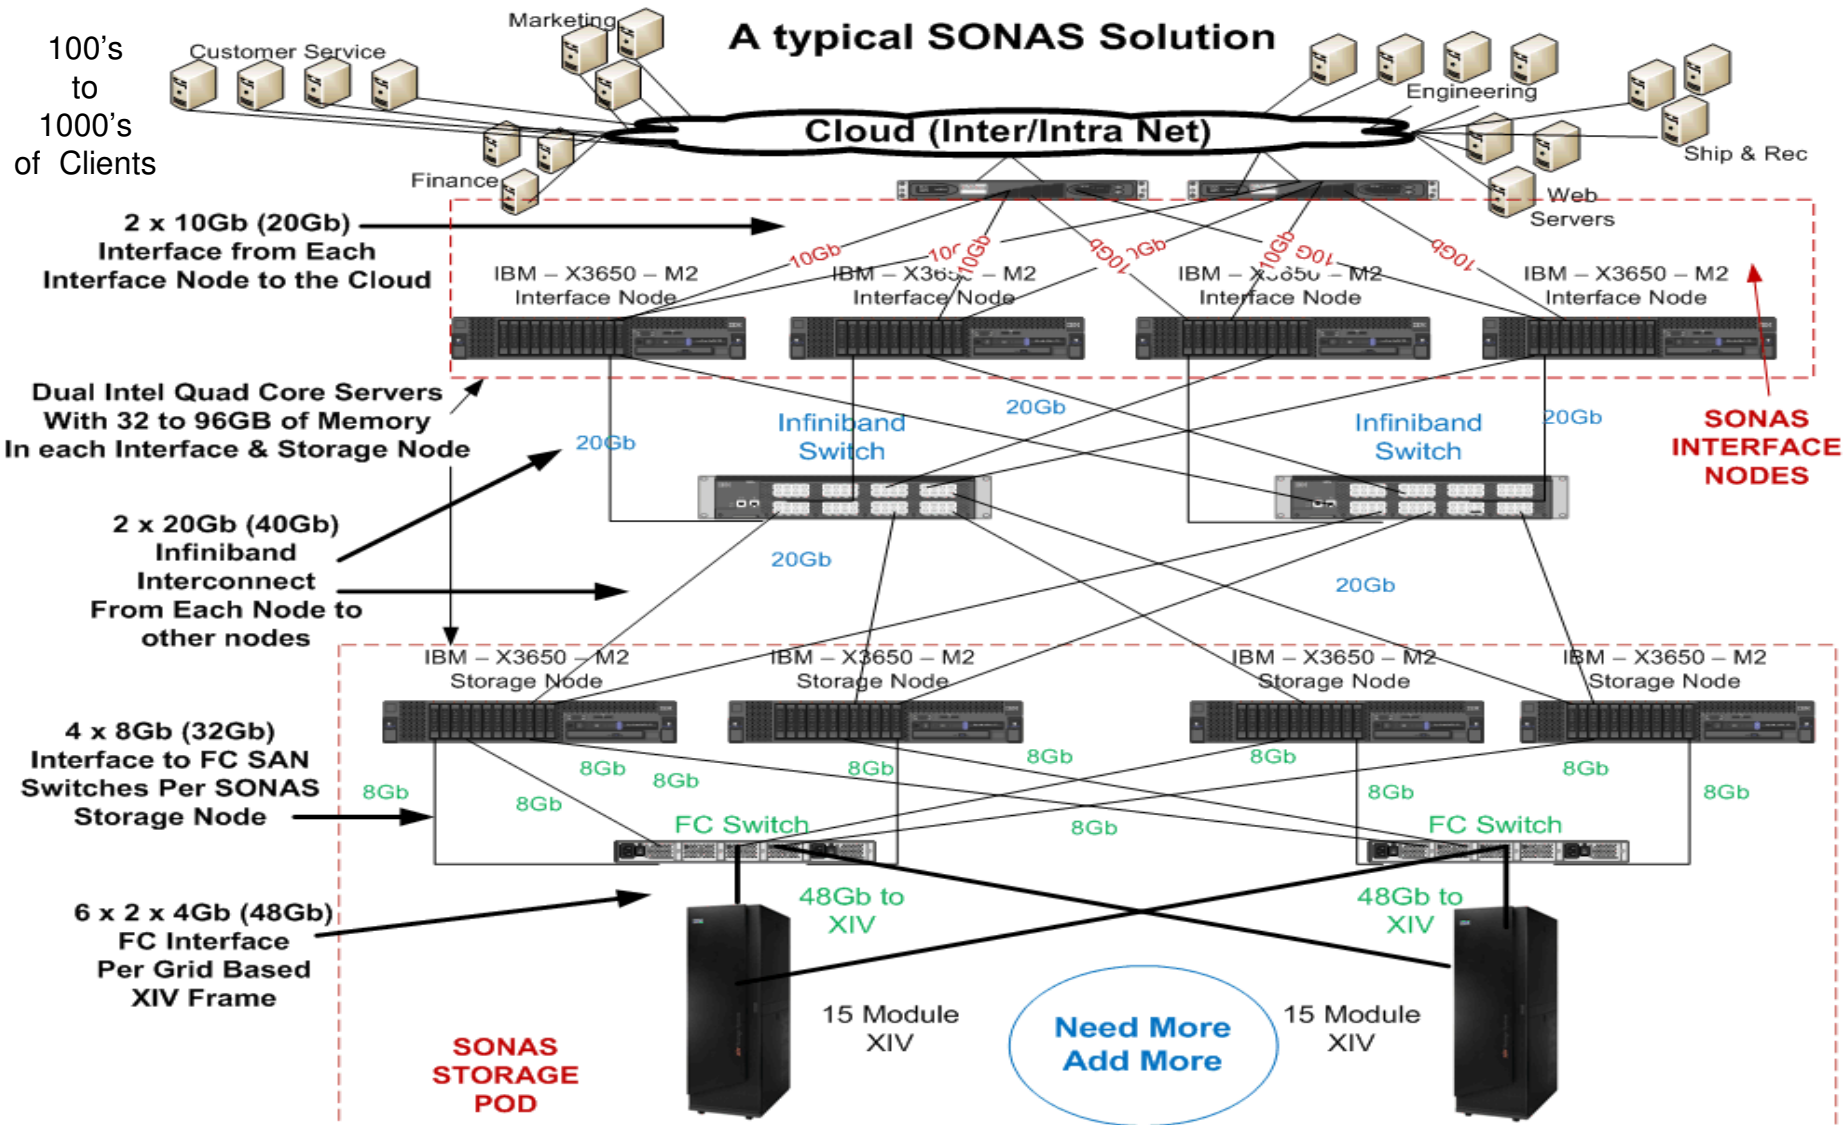 A typical SONAS Solution
100's
to
1000's
of Clients
Customer Service
Marketing
Finance
Engineering
Ship & Rec
Web
Servers
Cloud (Inter/Intra Net)
2 x 10Gb (20Gb)
Interface from Each
Interface Node to the Cloud
10Gb
10Gb
10Gb
10Gb
10Gb
IBM – X3650 – M2
Interface Node
IBM – X3650 – M2
Interface Node
IBM – X3650 – M2
Interface Node
IBM – X3650 – M2
Interface Node
Dual Intel Quad Core Servers
With 32 to 96GB of Memory
In each Interface & Storage Node
20Gb
Infiniband
Switch
20Gb
Infiniband
Switch
20Gb
SONAS
INTERFACE
NODES
2 x 20Gb (40Gb)
Infiniband
Interconnect
From Each Node to
other nodes
20Gb
20Gb
IBM – X3650 – M2
Storage Node
IBM – X3650 – M2
Storage Node
IBM – X3650 – M2
Storage Node
IBM – X3650 – M2
Storage Node
4 x 8Gb (32Gb)
Interface to FC SAN
Switches Per SONAS
Storage Node
8Gb
8Gb
8Gb
8Gb
8Gb
8Gb
8Gb
8Gb
8Gb
8Gb
8Gb
FC Switch
FC Switch
6 x 2 x 4Gb (48Gb)
FC Interface
Per Grid Based
XIV Frame
48Gb to
XIV
48Gb to
XIV
15 Module
XIV
15 Module
XIV
Need More
Add More
SONAS
STORAGE
POD